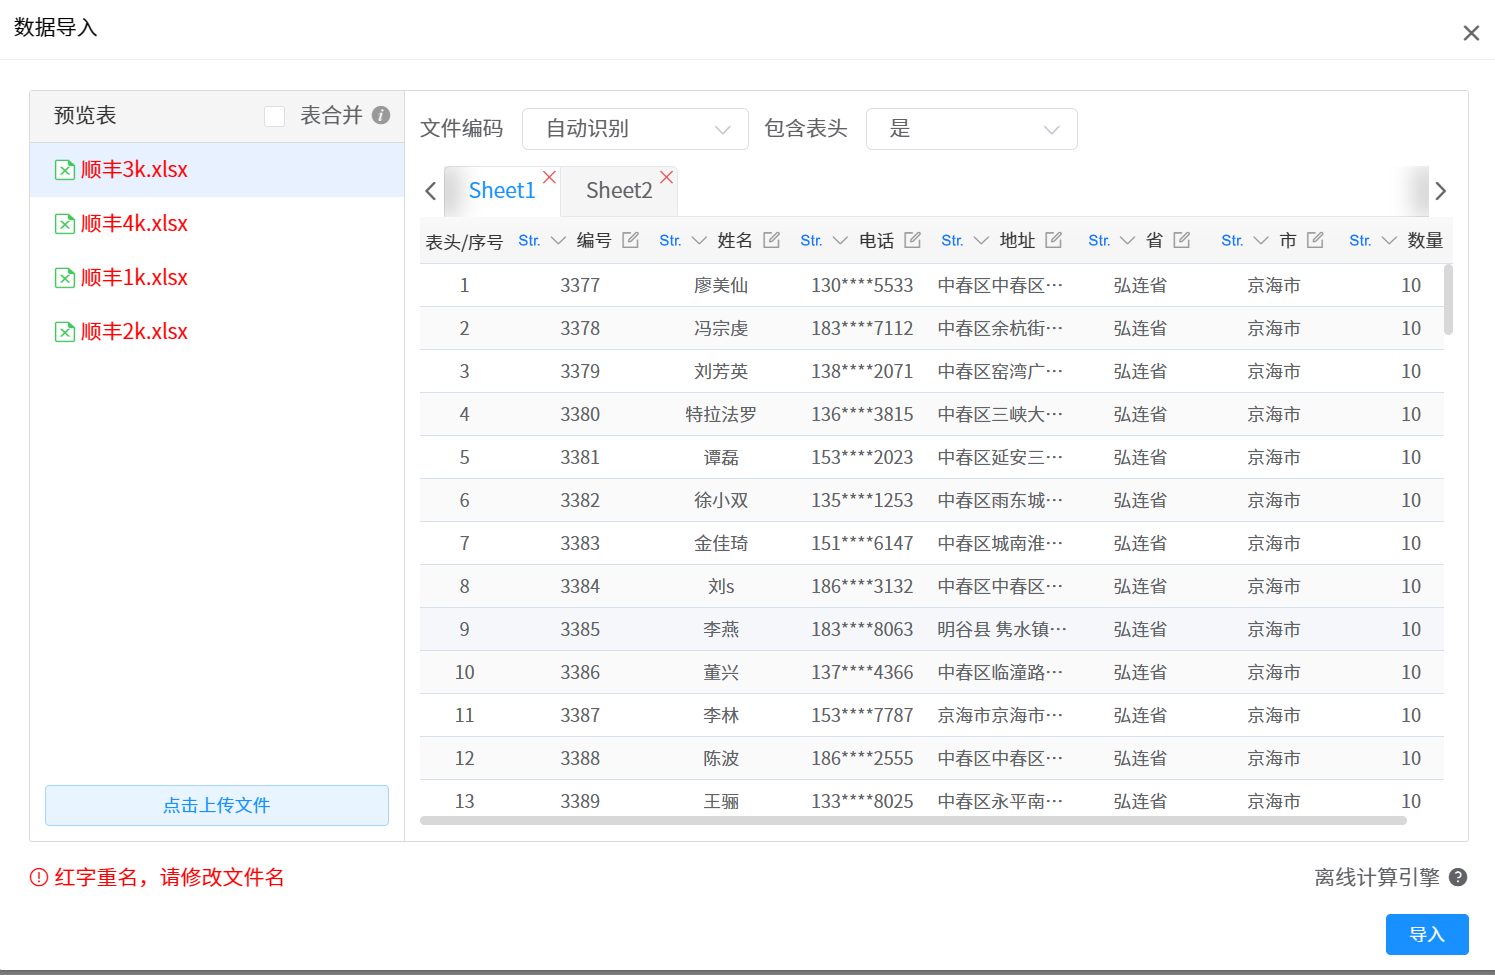 数据导入
预览表 表合并
顺丰3k.xlsx
顺丰4k.xlsx
顺丰1k.xlsx
顺丰2k.xlsx
点击上传文件
文件编码 自动识别 包含表头 是
Sheet1 Sheet2
表头/序号 Str. 编号 Str. 姓名 Str. 电话 Str. 地址 Str. 省 Str. 市 Str. 数量
1 3377 廖美仙 130****5533 中春区中春区… 弘连省 京海市 10
2 3378 冯宗虔 183****7112 中春区余杭街… 弘连省 京海市 10
3 3379 刘芳英 138****2071 中春区窑湾广… 弘连省 京海市 10
4 3380 特拉法罗 136****3815 中春区三峡大… 弘连省 京海市 10
5 3381 谭磊 153****2023 中春区延安三… 弘连省 京海市 10
6 3382 徐小双 135****1253 中春区雨东城… 弘连省 京海市 10
7 3383 金佳琦 151****6147 中春区城南淮… 弘连省 京海市 10
8 3384 刘s 186****3132 中春区中春区… 弘连省 京海市 10
9 3385 李燕 183****8063 明谷县 隽水镇… 弘连省 京海市 10
10 3386 董兴 137****4366 中春区临潼路… 弘连省 京海市 10
11 3387 李林 153****7787 京海市京海市… 弘连省 京海市 10
12 3388 陈波 186****2555 中春区中春区… 弘连省 京海市 10
13 3389 王骊 133****8025 中春区永平南… 弘连省 京海市 10
红字重名，请修改文件名
离线计算引擎
导入